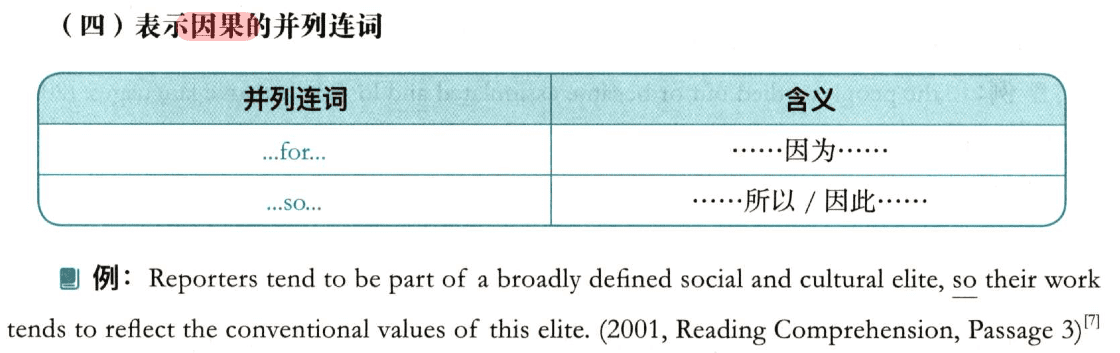 （四）表示因果的并列连词
并列连词 含义
...for... ……因为……
...so... ……所以 / 因此……
例： Reporters tend to be part of a broadly defined social and cultural elite, so their work
tends to reflect the conventional values of this elite. (2001, Reading Comprehension, Passage 3)[7]